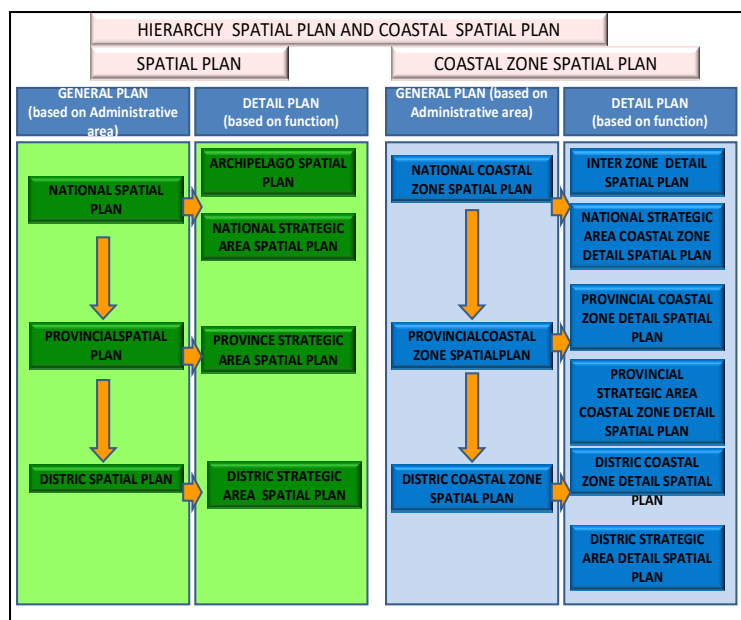 HIERARCHY SPATIAL PLAN AND COASTAL SPATIAL PLAN
SPATIAL PLAN
COASTAL ZONE SPATIAL PLAN
GENERAL PLAN
(based on Administrative
area)
DETAIL PLAN
(based on function)
GENERAL PLAN (based on
Administrative area)
DETAIL PLAN
(based on function)
NATIONAL SPATIAL
PLAN
ARCHIPELAGO SPATIAL
PLAN
NATIONAL STRATEGIC
AREA SPATIAL PLAN
PROVINCIALSPATIAL
PLAN
PROVINCE STRATEGIC
AREA SPATIAL PLAN
DISTRIC SPATIAL PLAN
DISTRIC STRATEGIC
AREA SPATIAL PLAN
NATIONAL COASTAL
ZONE SPATIAL PLAN
INTER ZONE DETAIL
SPATIAL PLAN
NATIONAL STRATEGIC
AREA COASTAL ZONE
DETAIL SPATIAL PLAN
PROVINCIALCOASTAL
ZONE SPATIALPLAN
PROVINCIAL COASTAL
ZONE DETAIL SPATIAL
PLAN
PROVINCIAL
STRATEGIC AREA
COASTAL ZONE DETAIL
SPATIAL PLAN
DISTRIC COASTAL ZONE
SPATIAL PLAN
DISTRIC COASTAL
ZONE DETAIL SPATIAL
PLAN
DISTRIC STRATEGIC
AREA DETAIL SPATIAL
PLAN